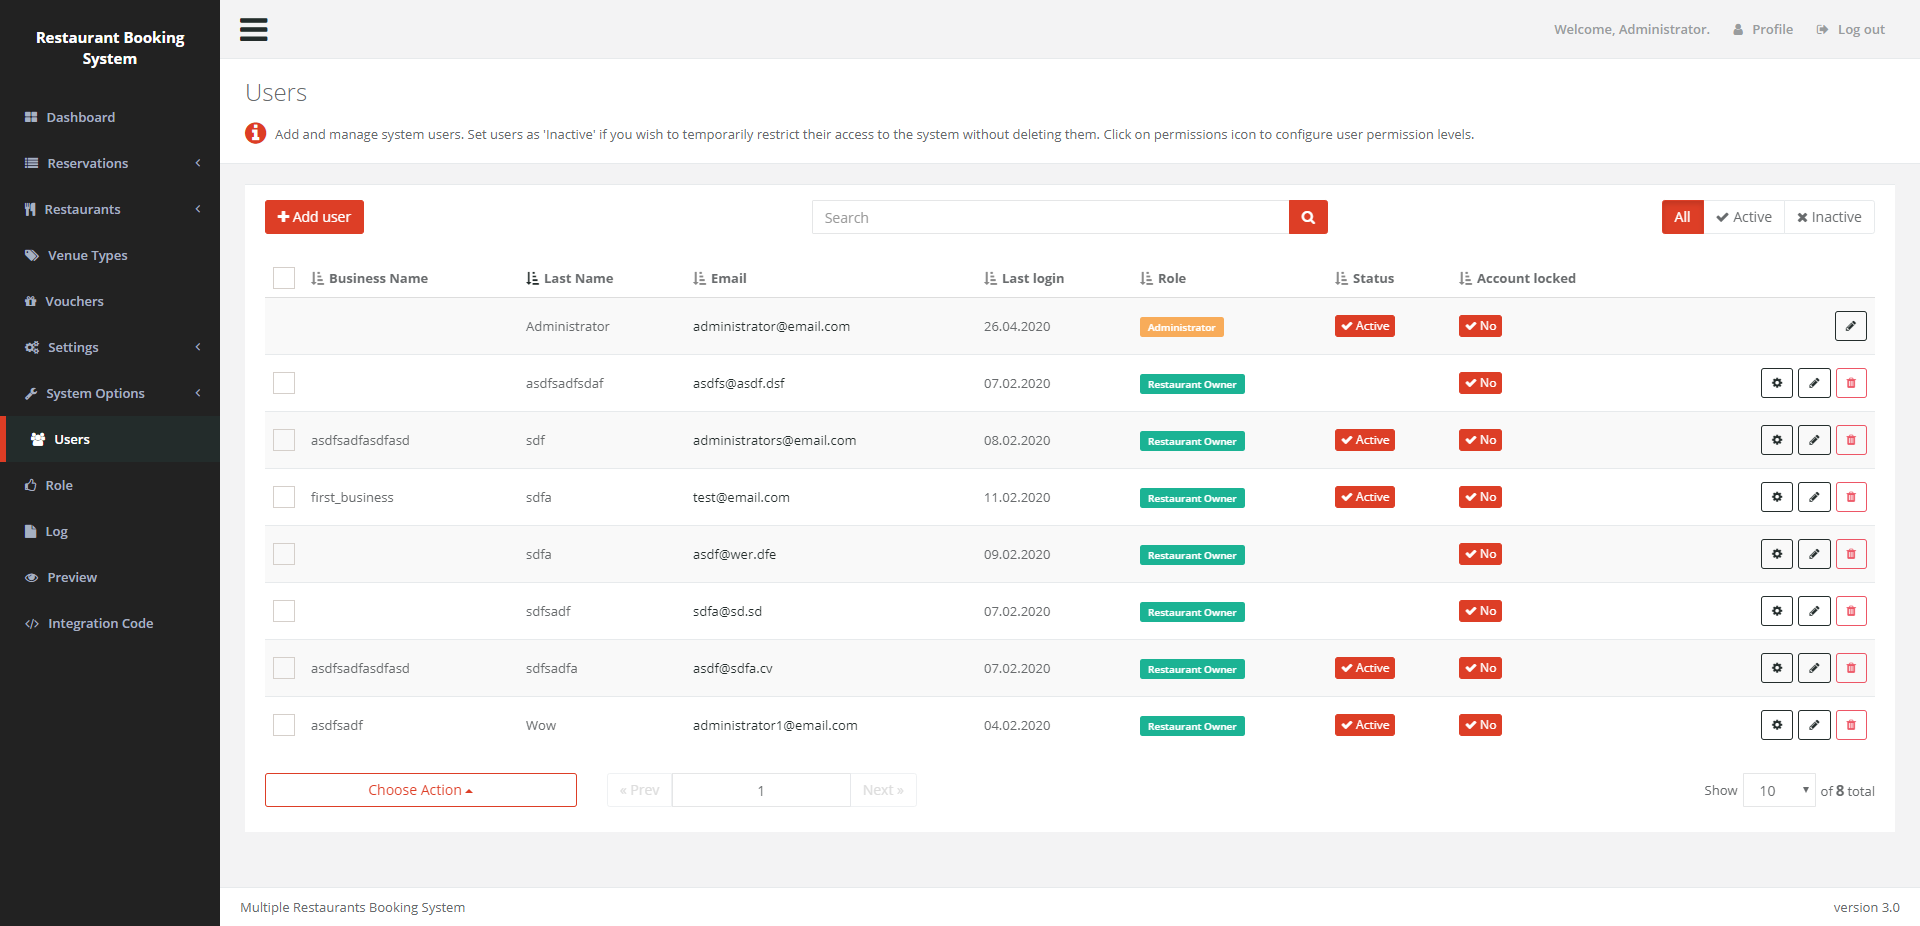 Restaurant Booking
System
Dashboard
Reservations
Restaurants
Venue Types
Vouchers
Settings
System Options
Users
Role
Log
Preview
Integration Code
Welcome, Administrator. Profile Log out
Users
Add and manage system users. Set users as 'Inactive' if you wish to temporarily restrict their access to the system without deleting them. Click on permissions icon to configure user permission levels.
Add user Search All Active Inactive
Business Name Last Name Email Last login Role Status Account locked
Administrator administrator@email.com 26.04.2020 Administrator Active No
asdfsadfsdaf asdfs@asdf.dsf 07.02.2020 Restaurant Owner No
asdfsadfasdfasd sdf administrators@email.com 08.02.2020 Restaurant Owner Active No
first_business sdfa test@email.com 11.02.2020 Restaurant Owner Active No
sdfa asdf@wer.dfe 09.02.2020 Restaurant Owner No
sdfsadf sdfa@sd.sd 07.02.2020 Restaurant Owner No
asdfsadfasdfasd sdfsadfa asdf@sdfa.cv 07.02.2020 Restaurant Owner Active No
asdfsadf Wow administrator1@email.com 04.02.2020 Restaurant Owner Active No
Choose Action « Prev 1 Next » Show 10 of 8 total
Multiple Restaurants Booking System version 3.0